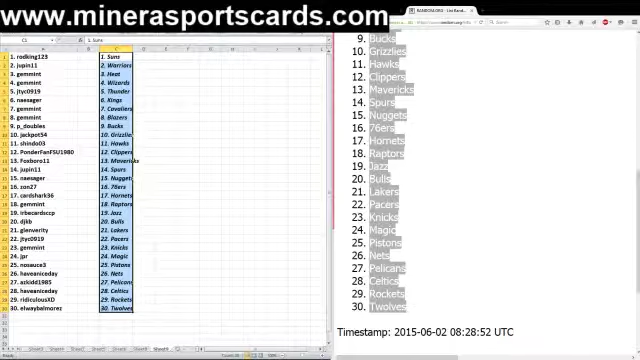 www.minerasportscards.com
RANDOM.ORG - List Rand
C1
1. Suns
1. rodking123 1. Suns
2. jupin11 2. Warriors
3. gemmint 3. Heat
4. gemmint 4. Wizards
5. jtyc0919 5. Thunder
6. naesager 6. Kings
7. gemmint 7. Cavaliers
8. gemmint 8. Blazers
9. p_doubles 9. Bucks
10. jackpot54 10. Grizzlies
11. shindo03 11. Hawks
12. PonderFanFSU1980 12. Clippers
13. Foxboro11 13. Mavericks
14. jupin11 14. Spurs
15. naesager 15. Nuggets
16. zon27 16. 76ers
17. cardshark36 17. Hornets
18. gemmint 18. Raptors
19. irbecardsccp 19. Jazz
20. djkb 20. Bulls
21. glenverity 21. Lakers
22. jtyc0919 22. Pacers
23. gemmint 23. Knicks
24. jpr 24. Magic
25. nosauce3 25. Pistons
26. haveaniceday 26. Nets
27. azkidd1985 27. Pelicans
28. haveaniceday 28. Celtics
29. ridiculousXD 29. Rockets
30. elwaybalmorez 30. Twolves
9. Bucks
10. Grizzlies
11. Hawks
12. Clippers
13. Mavericks
14. Spurs
15. Nuggets
16. 76ers
17. Hornets
18. Raptors
19. Jazz
20. Bulls
21. Lakers
22. Pacers
23. Knicks
24. Magic
25. Pistons
26. Nets
27. Pelicans
28. Celtics
29. Rockets
30. Twolves
Timestamp: 2015-06-02 08:28:52 UTC